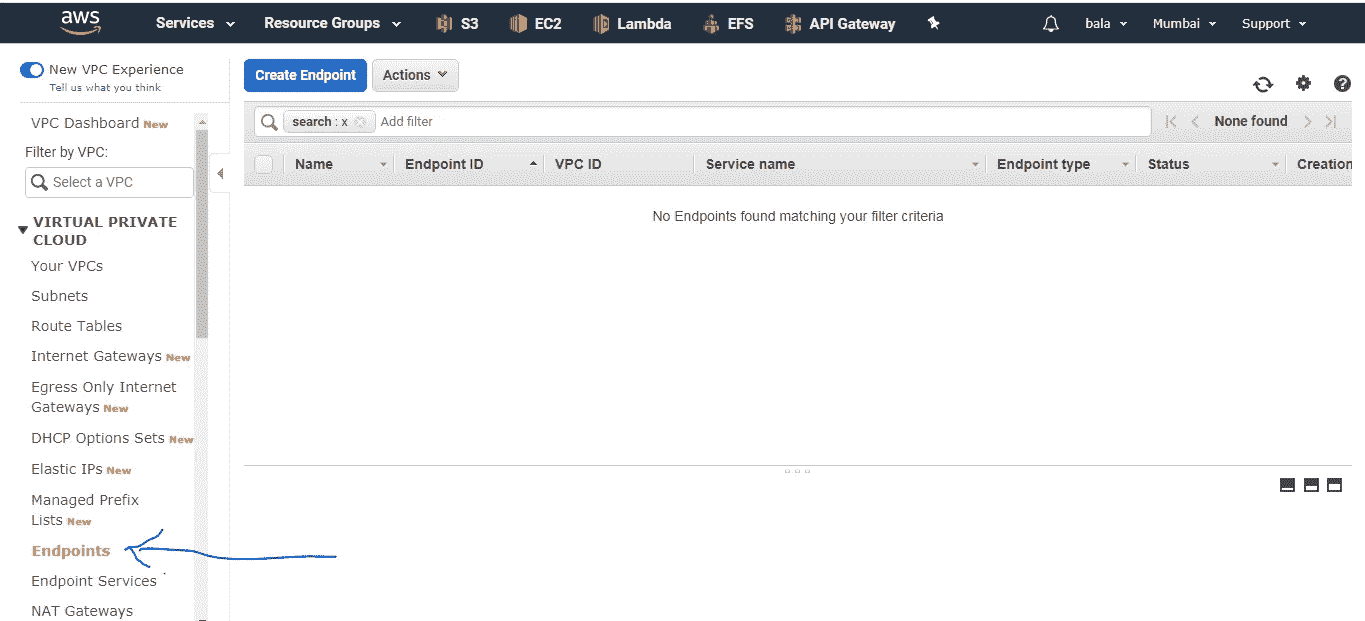 aws Services Resource Groups S3 EC2 Lambda EFS API Gateway bala Mumbai Support
New VPC Experience
Tell us what you think
Create Endpoint Actions
VPC Dashboard New
Filter by VPC:
Select a VPC
VIRTUAL PRIVATE
CLOUD
Your VPCs
Subnets
Route Tables
Internet Gateways New
Egress Only Internet
Gateways New
DHCP Options Sets New
Elastic IPs New
Managed Prefix
Lists New
Endpoints
Endpoint Services
NAT Gateways
search : x Add filter None found
Name Endpoint ID VPC ID Service name Endpoint type Status Creation
No Endpoints found matching your filter criteria